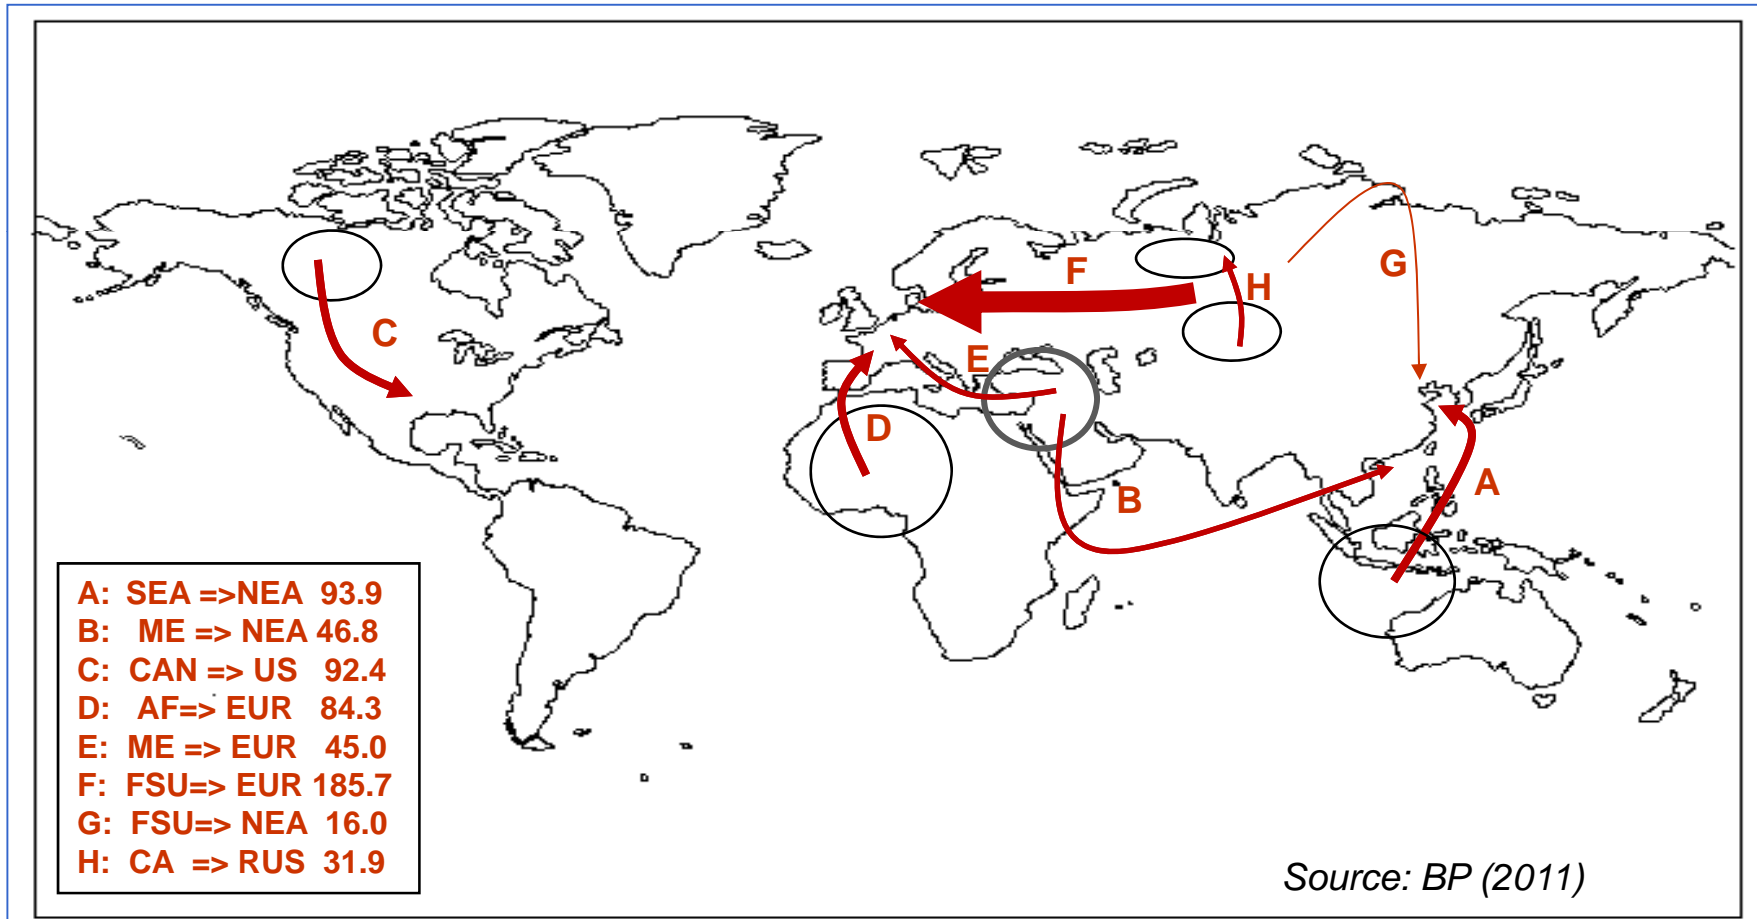 F
G
H
C
E
D
B
A
A: SEA =>NEA 93.9
B: ME => NEA 46.8
C: CAN => US 92.4
D: AF=> EUR 84.3
E: ME => EUR 45.0
F: FSU=> EUR 185.7
G: FSU=> NEA 16.0
H: CA => RUS 31.9
Source: BP (2011)